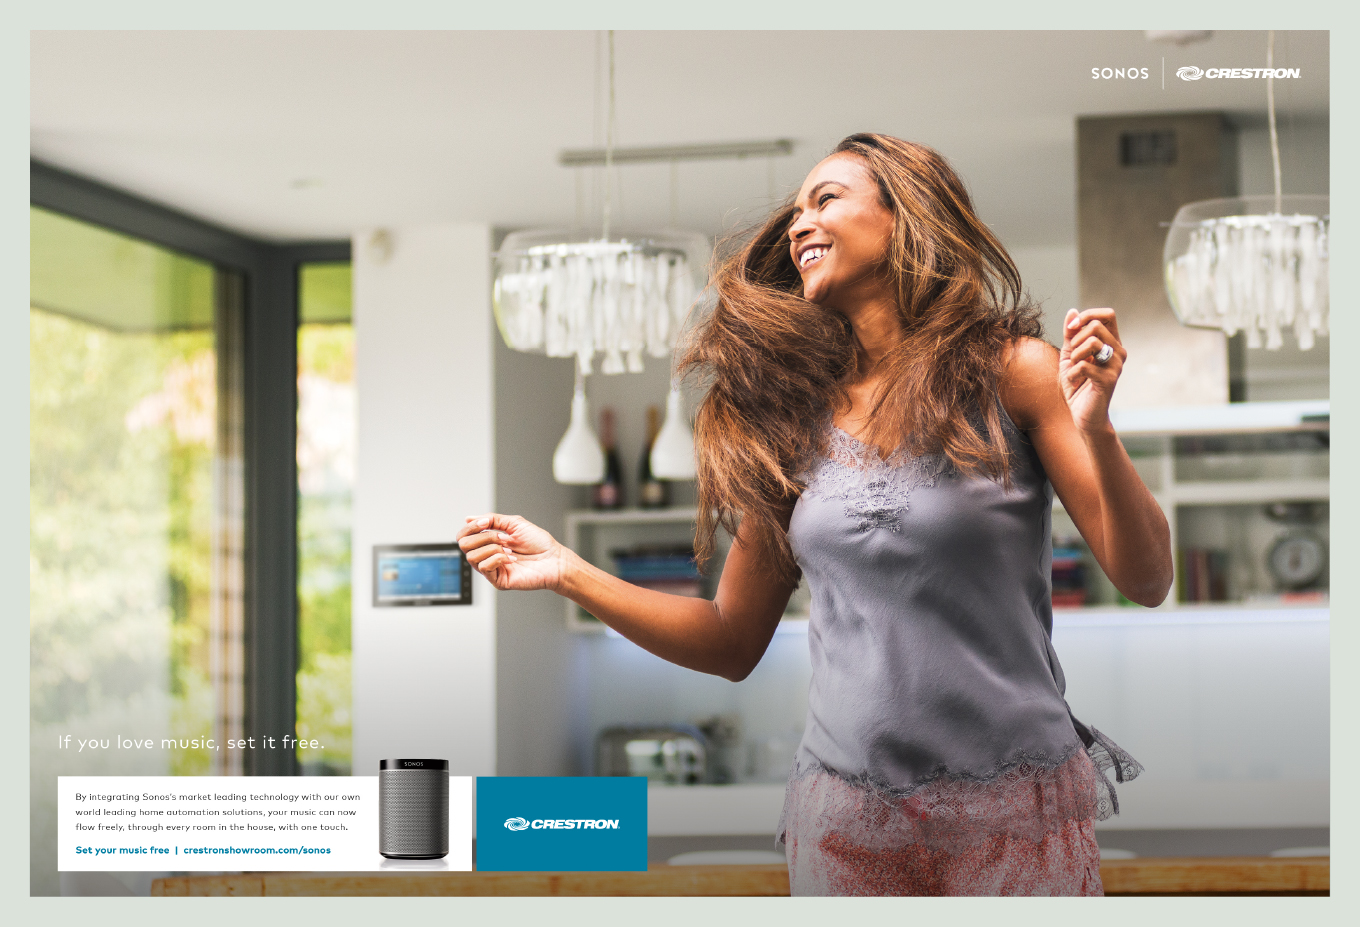 SONOS
CRESTRON
If you love music, set it free.
SONOS
By integrating Sonos's market leading technology with our own
world leading home automation solutions, your music can now
flow freely, through every room in the house, with one touch.
Set your music free | crestronshowroom.com/sonos
CRESTRON